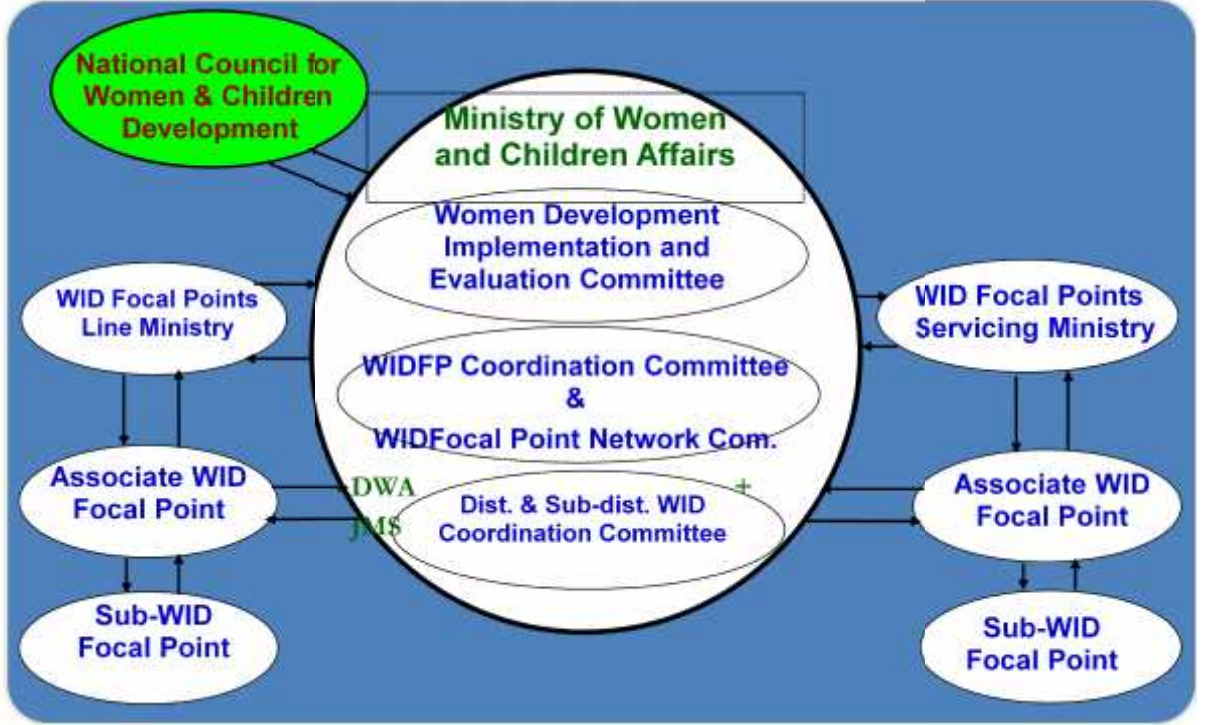 National Council for
Women & Children
Development
Ministry of Women
and Children Affairs
Women Development
Implementation and
Evaluation Committee
WID Focal Points
Line Ministry
WID Focal Points
Servicing Ministry
WIDFP Coordination Committee
&
WIDFocal Point Network Com.
Associate WID
Focal Point
DWA +
JMS
Dist. & Sub-dist. WID
Coordination Committee
Associate WID
Focal Point
Sub-WID
Focal Point
Sub-WID
Focal Point